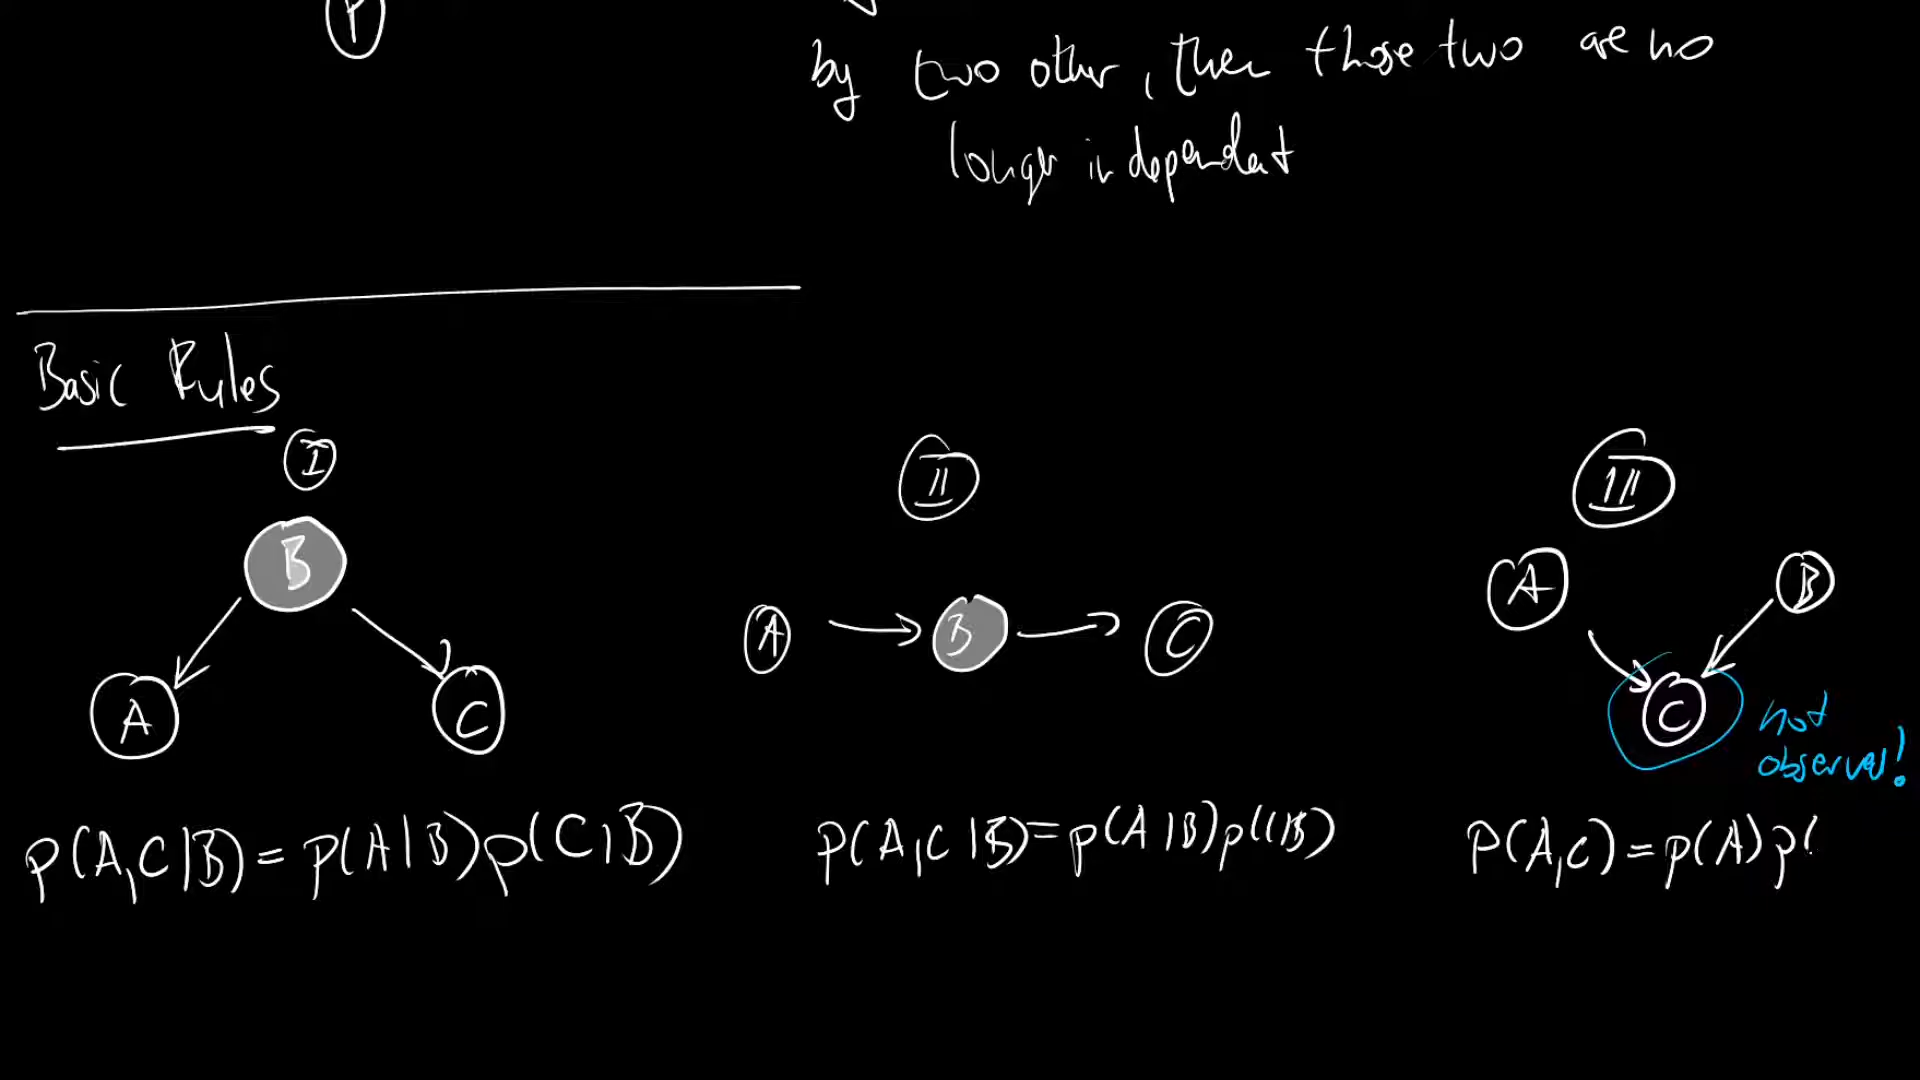 P
by two other, then those two are no
longer independent
Basic Rules
I
II
III
B
A
C
A
B
C
A
B
C
not
observed!
p(A,C|B)=p(A|B)p(C|B)
p(A,C|B)=p(A|B)p(C|B)
P(A,C)=p(A)p(